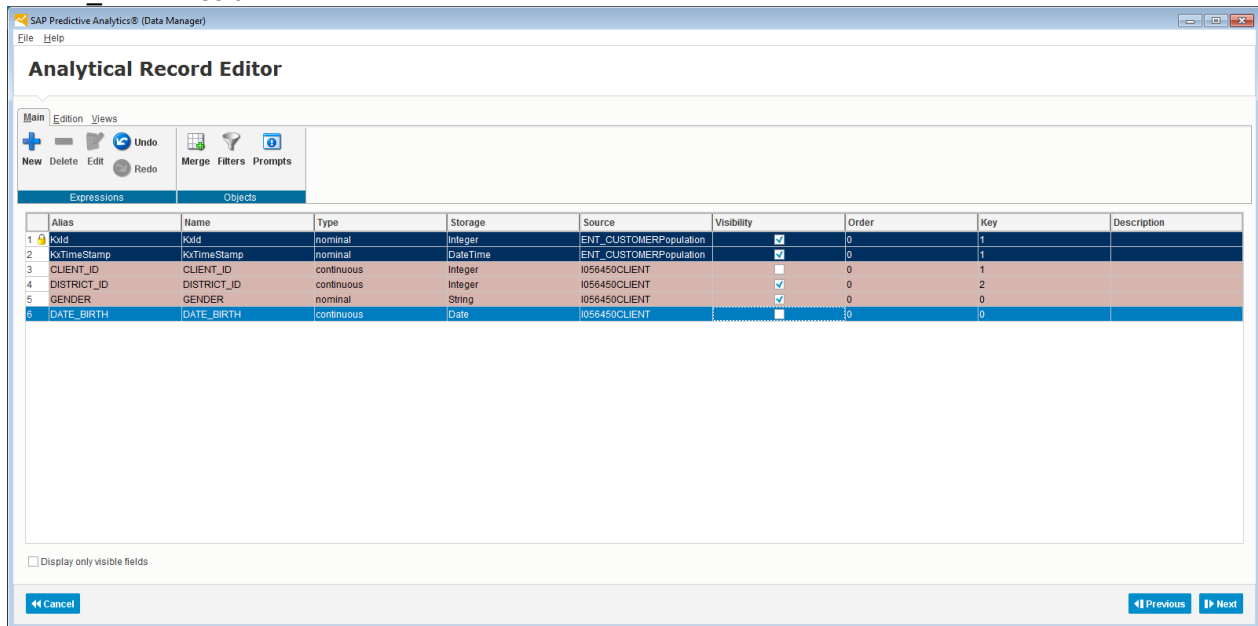 SAP Predictive Analytics® (Data Manager)
File Help
Analytical Record Editor
Main Edition Views
Undo
New Delete Edit Redo Merge Filters Prompts
Expressions Objects
Alias Name Type Storage Source Visibility Order Key Description
1 KxId KxId nominal Integer ENT_CUSTOMERPopulation 0 1
2 KxTimeStamp KxTimeStamp nominal DateTime ENT_CUSTOMERPopulation 0 1
3 CLIENT_ID CLIENT_ID continuous Integer I056450CLIENT 0 1
4 DISTRICT_ID DISTRICT_ID continuous Integer I056450CLIENT 0 2
5 GENDER GENDER nominal String I056450CLIENT 0 0
6 DATE_BIRTH DATE_BIRTH continuous Date I056450CLIENT 0 0
Display only visible fields
Cancel Previous Next